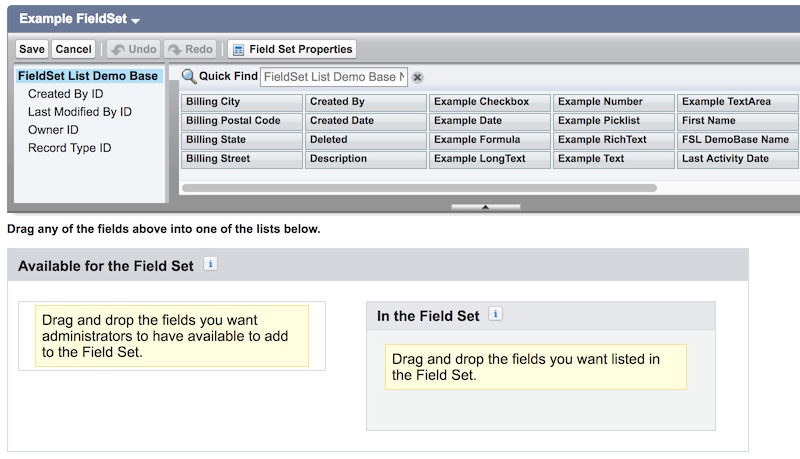 Example FieldSet
Save Cancel Undo Redo Field Set Properties
FieldSet List Demo Base
Created By ID
Last Modified By ID
Owner ID
Record Type ID
Quick Find FieldSet List Demo Base N
Billing City Created By Example Checkbox Example Number Example TextArea
Billing Postal Code Created Date Example Date Example Picklist First Name
Billing State Deleted Example Formula Example RichText FSL DemoBase Name
Billing Street Description Example LongText Example Text Last Activity Date
Drag any of the fields above into one of the lists below.
Available for the Field Set i
Drag and drop the fields you want
administrators to have available to add
to the Field Set.
In the Field Set i
Drag and drop the fields you want listed in
the Field Set.